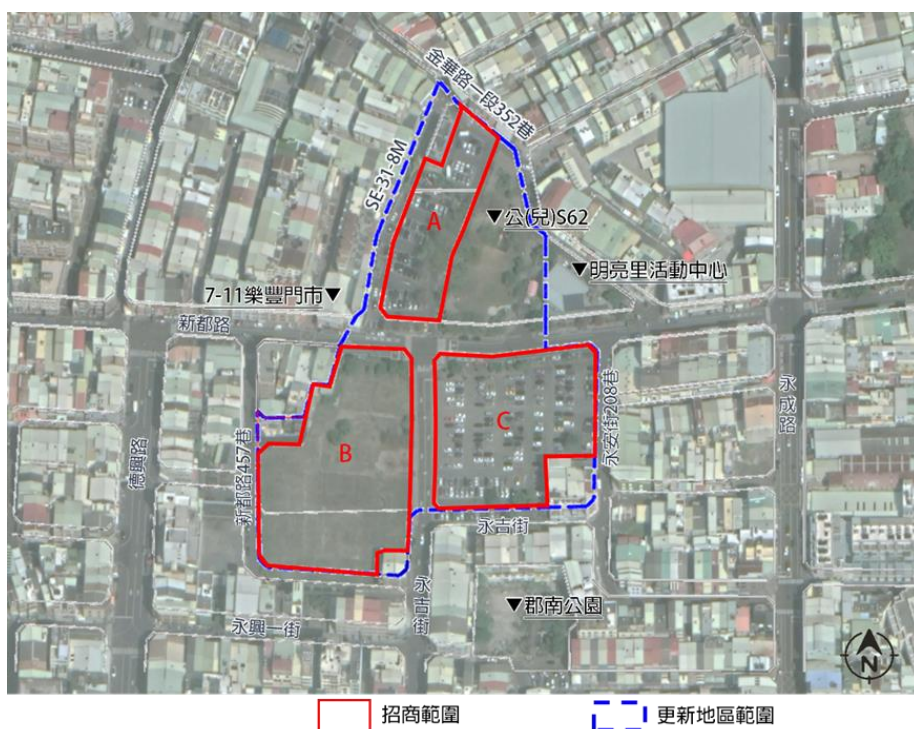 金華路一段352巷
SE-31-8M
A
▼公(兒)S62
▼明亮里活動中心
7-11樂豐門市▼
新都路
C
永安街208巷
永成路
B
德興路
新都路457巷
永吉街
永吉街
▼郡南公園
永興一街
N
招商範圍
更新地區範圍